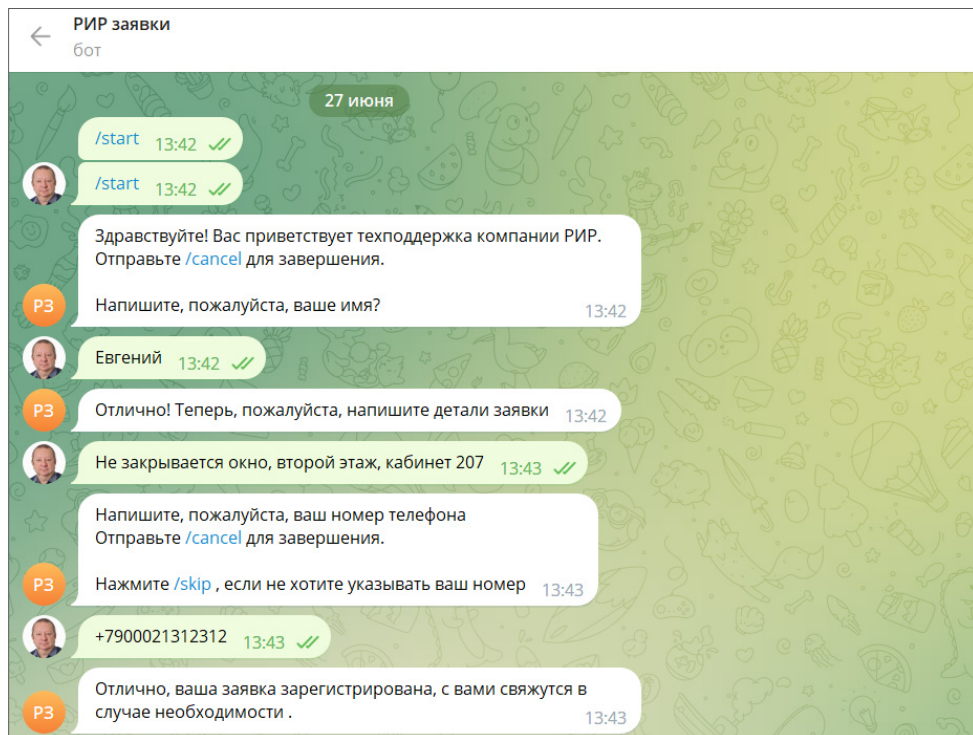 РИР заявки
бот
27 июня
/start 13:42
/start 13:42
Здравствуйте! Вас приветствует техподдержка компании РИР.
Отправьте /cancel для завершения.
Напишите, пожалуйста, ваше имя?
РЗ 13:42
Евгений 13:42
РЗ Отлично! Теперь, пожалуйста, напишите детали заявки 13:42
Не закрывается окно, второй этаж, кабинет 207 13:43
Напишите, пожалуйста, ваш номер телефона
Отправьте /cancel для завершения.
РЗ Нажмите /skip , если не хотите указывать ваш номер 13:43
+7900021312312 13:43
Отлично, ваша заявка зарегистрирована, с вами свяжутся в
РЗ случае необходимости . 13:43